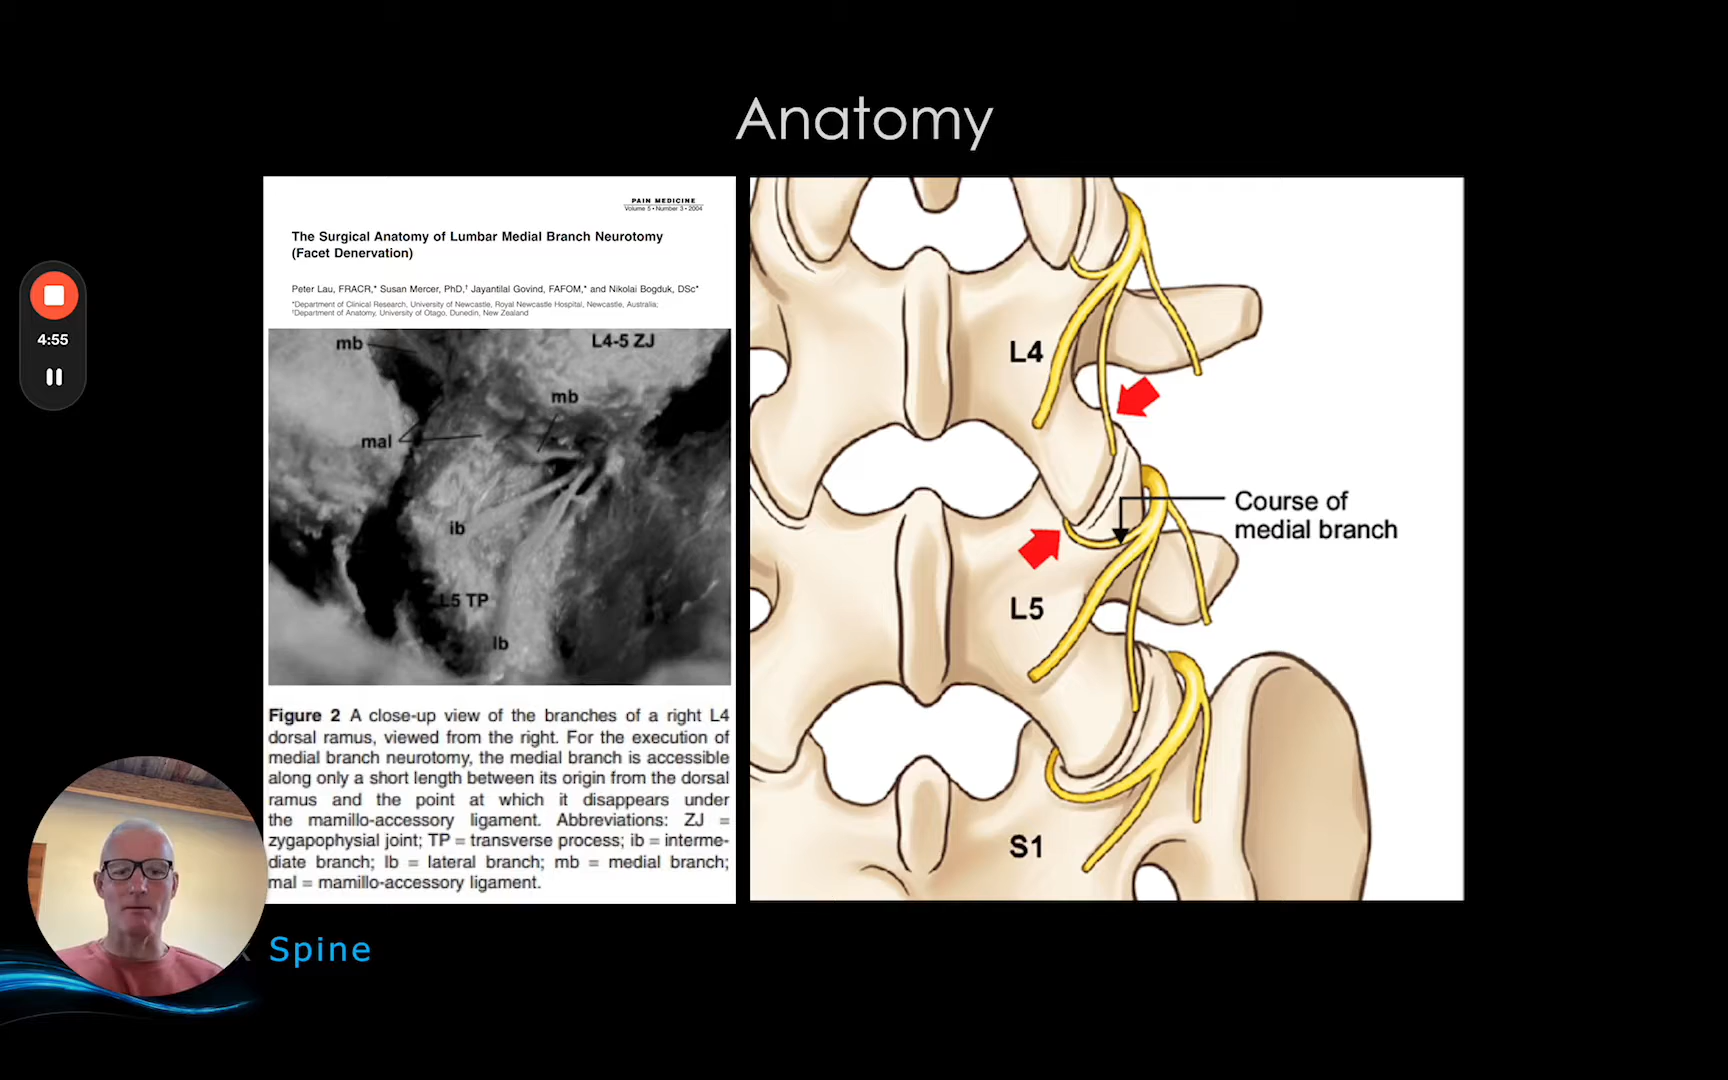 Anatomy
PAIN MEDICINE
Volume 5 • Number 3 • 2004
The Surgical Anatomy of Lumbar Medial Branch Neurotomy
(Facet Denervation)
Peter Lau, FRACR,* Susan Mercer, PhD,† Jayantilal Govind, FAFOM,* and Nikolai Bogduk, DSc*
*Department of Clinical Research, University of Newcastle, Royal Newcastle Hospital, Newcastle, Australia;
†Department of Anatomy, University of Otago, Dunedin, New Zealand
mb
L4-5 ZJ
mb
mal
ib
L5 TP
lb
Figure 2 A close-up view of the branches of a right L4
dorsal ramus, viewed from the right. For the execution of
medial branch neurotomy, the medial branch is accessible
along only a short length between its origin from the dorsal
ramus and the point at which it disappears under
the mamillo-accessory ligament. Abbreviations: ZJ =
zygapophysial joint; TP = transverse process; ib = interme-
diate branch; lb = lateral branch; mb = medial branch;
mal = mamillo-accessory ligament.
L4
Course of
medial branch
L5
S1
4:55
Spine